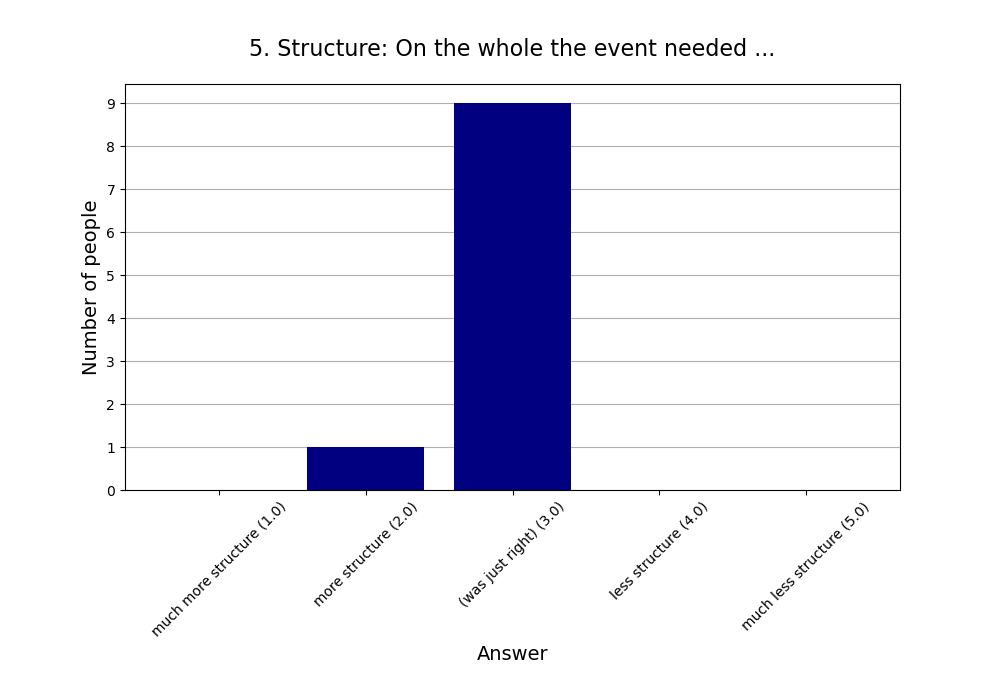 5. Structure: On the whole the event needed ...
Number of people
9
8
7
6
5
4
3
2
1
0
much more structure (1.0)
more structure (2.0)
(was just right) (3.0)
less structure (4.0)
much less structure (5.0)
Answer